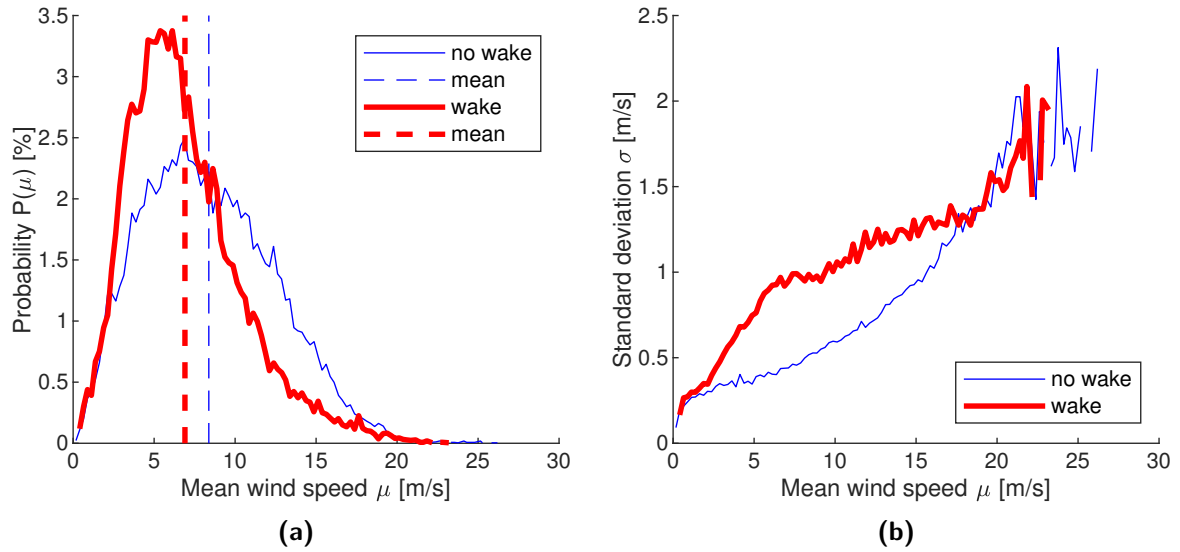 3.5
3
2.5
2
1.5
1
0.5
0
Probability P(μ) [%]
no wake
mean
wake
mean
0 5 10 15 20 25 30
Mean wind speed μ [m/s]
(a)
2.5
2
1.5
1
0.5
0
Standard deviation σ [m/s]
no wake
wake
0 5 10 15 20 25 30
Mean wind speed μ [m/s]
(b)